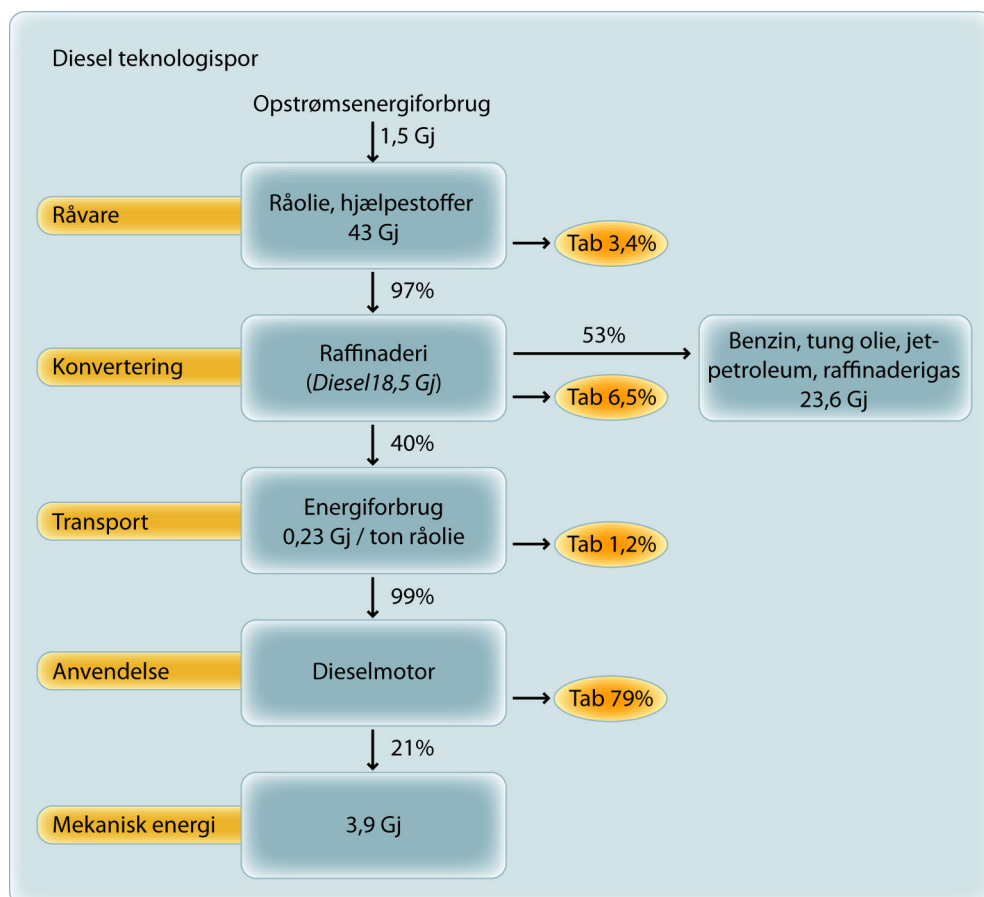 Diesel teknologispor
Opstrømsenergiforbrug
1,5 Gj
Råvare
Råolie, hjælpestoffer
43 Gj
Tab 3,4%
97%
Konvertering
Raffinaderi
(Diesel18,5 Gj)
53%
Tab 6,5%
Benzin, tung olie, jet-
petroleum, raffinaderigas
23,6 Gj
40%
Transport
Energiforbrug
0,23 Gj / ton råolie
Tab 1,2%
99%
Anvendelse
Dieselmotor
Tab 79%
21%
Mekanisk energi
3,9 Gj